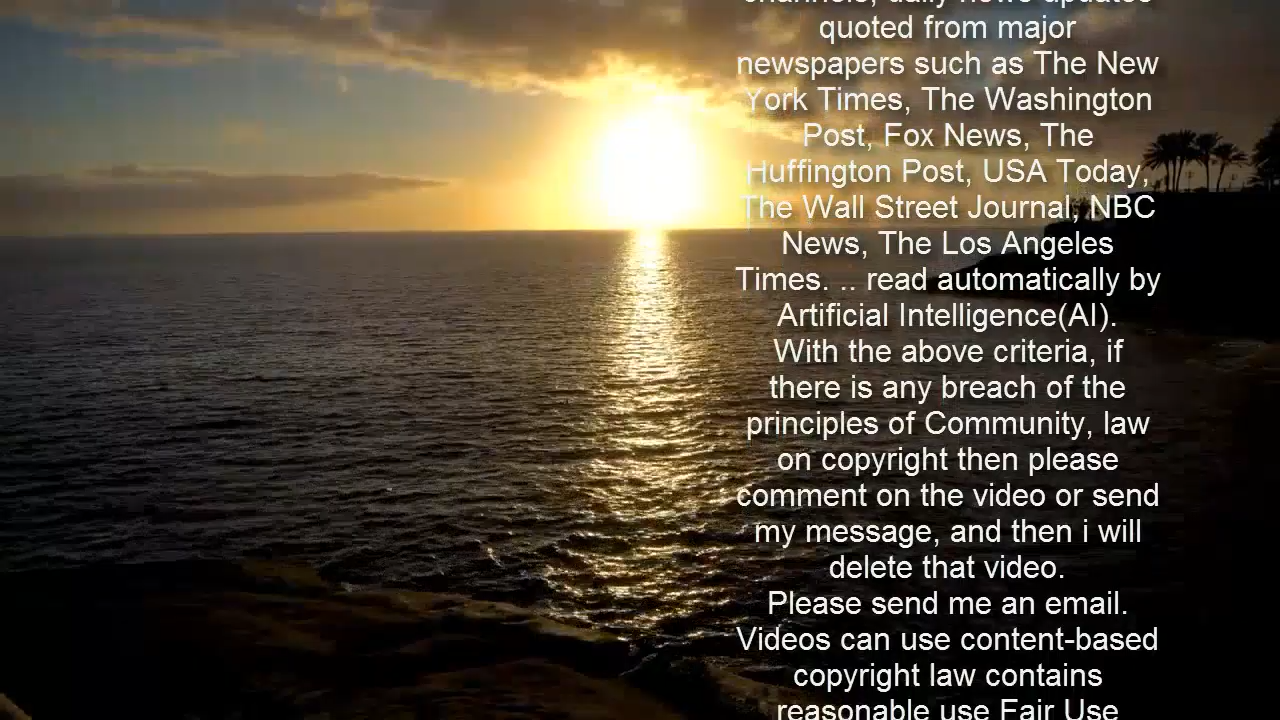 channels, daily news updates
quoted from major
newspapers such as The New
York Times, The Washington
Post, Fox News, The
Huffington Post, USA Today,
The Wall Street Journal, NBC
News, The Los Angeles
Times. .. read automatically by
Artificial Intelligence(AI).
With the above criteria, if
there is any breach of the
principles of Community, law
on copyright then please
comment on the video or send
my message, and then i will
delete that video.
Please send me an email.
Videos can use content-based
copyright law contains
reasonable use Fair Use